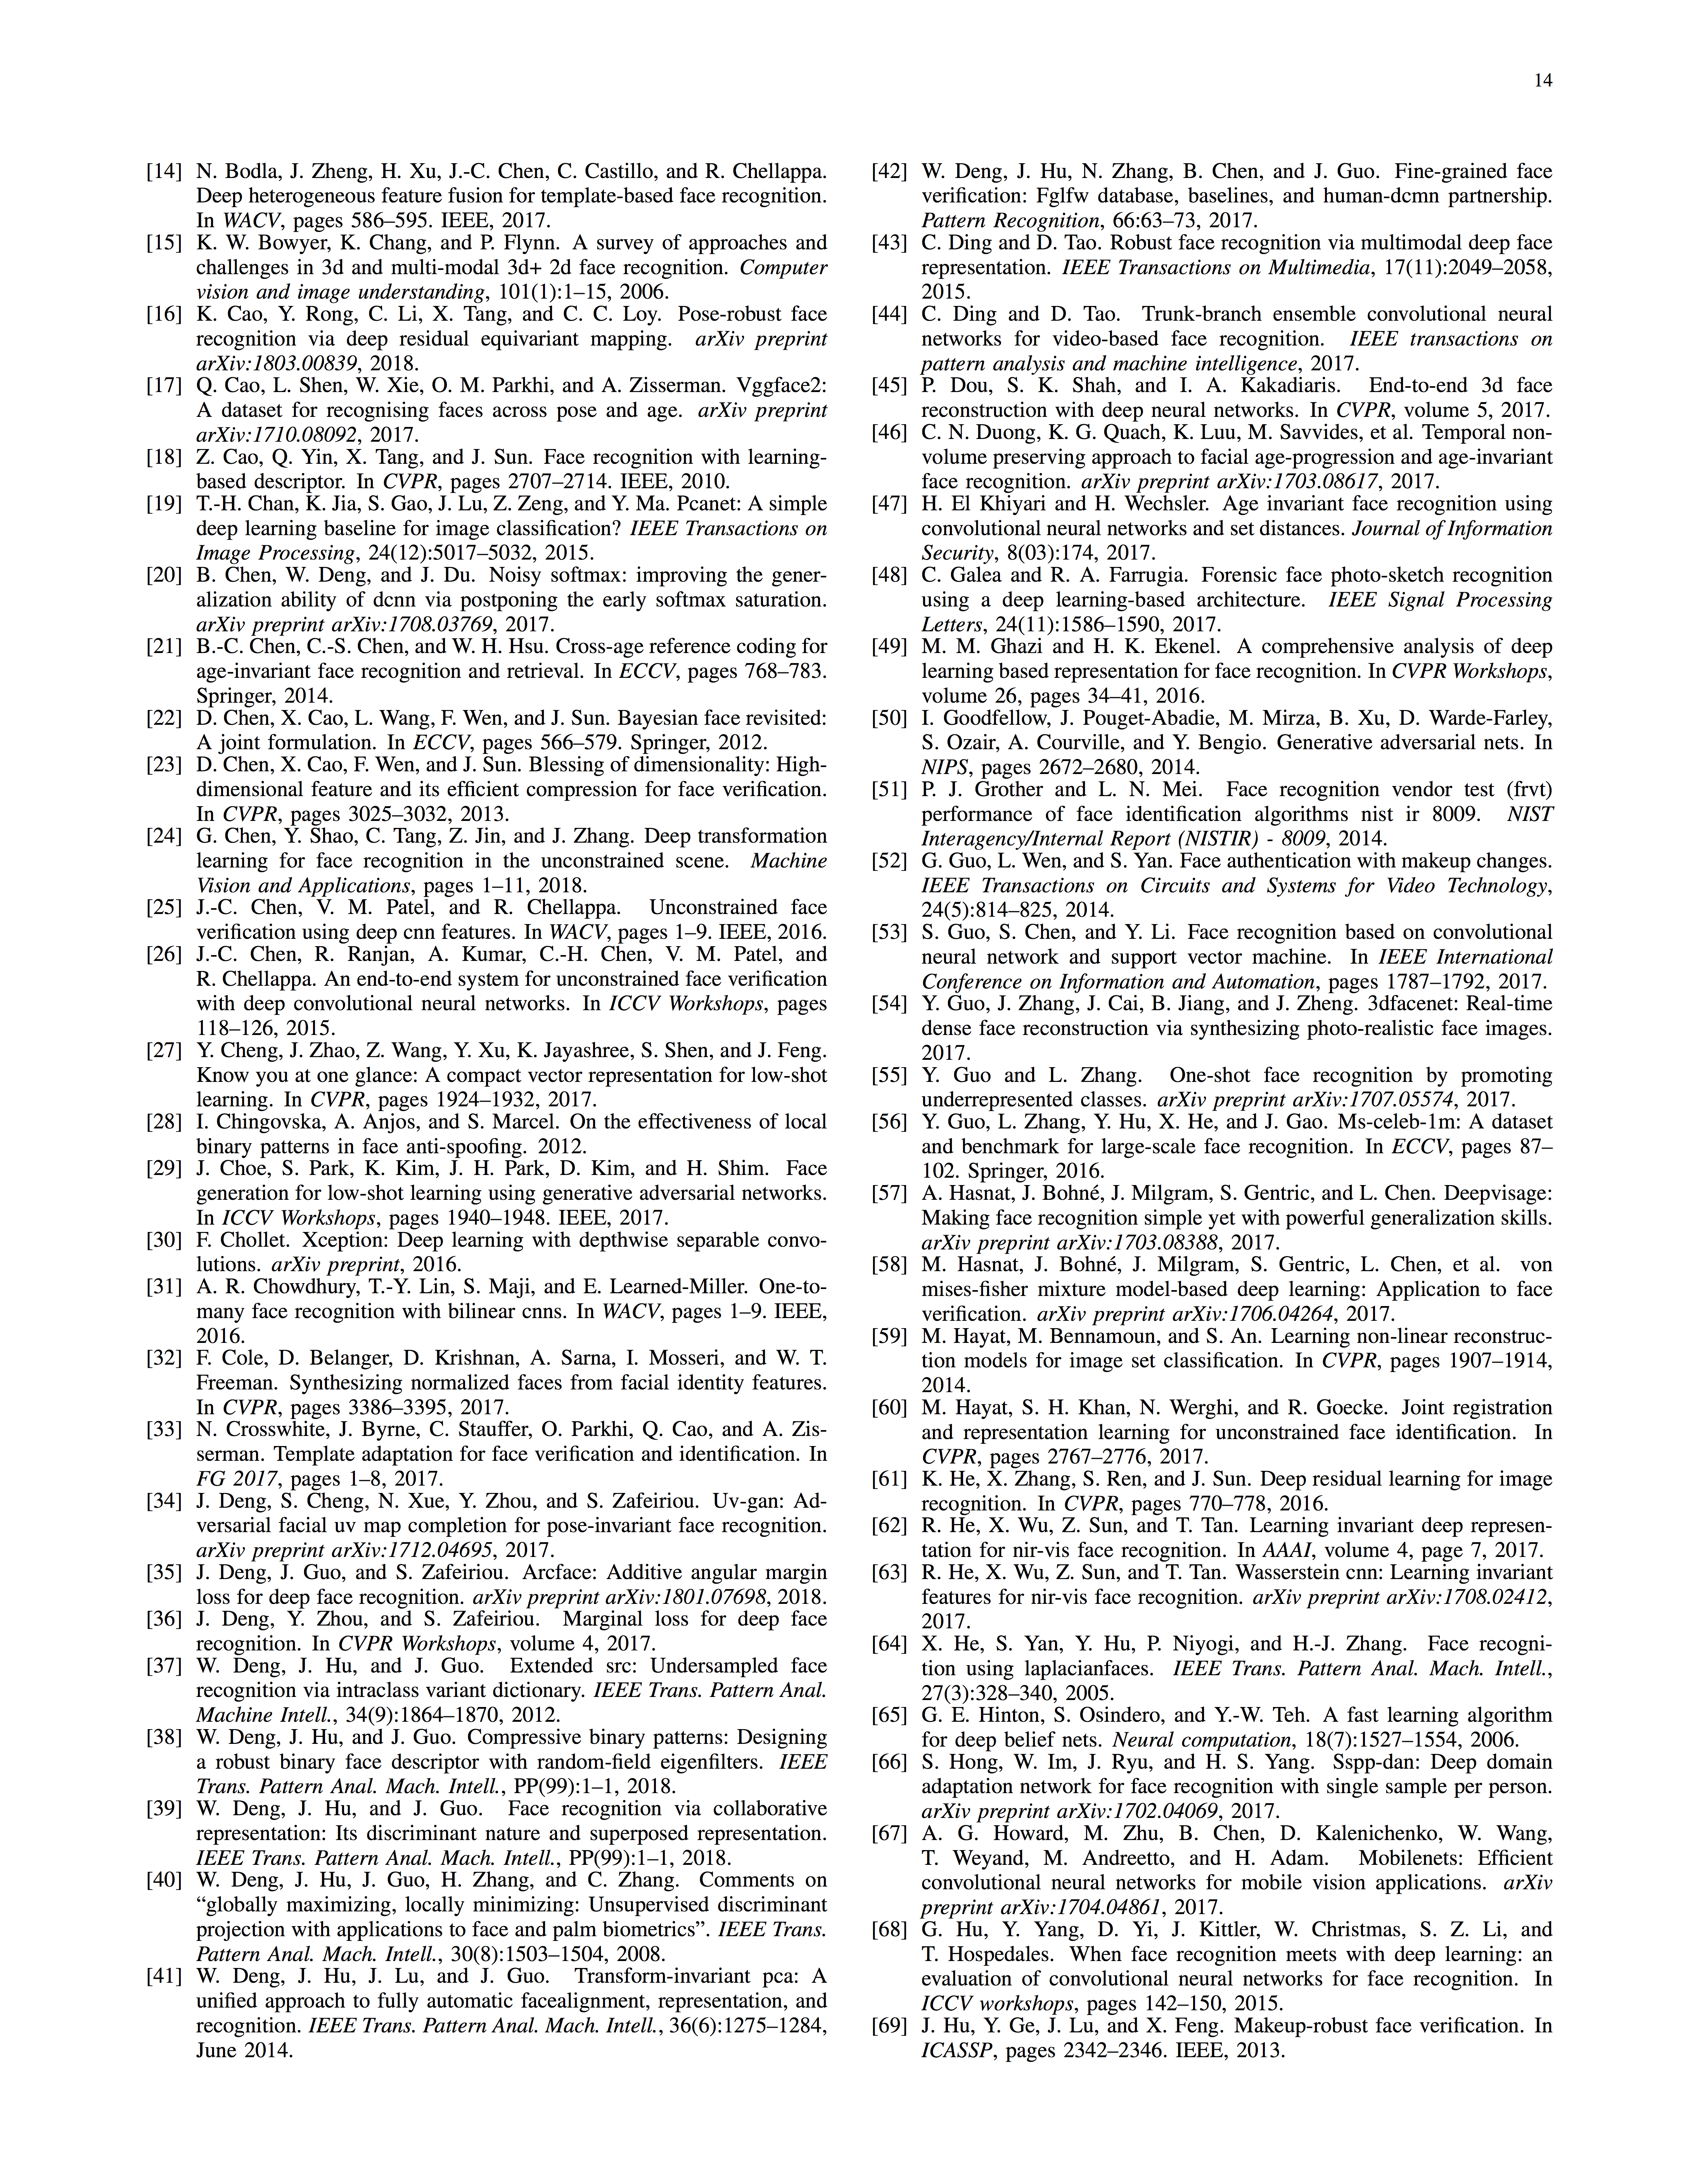 14
[14] N. Bodla, J. Zheng, H. Xu, J.-C. Chen, C. Castillo, and R. Chellappa.
Deep heterogeneous feature fusion for template-based face recognition.
In WACV, pages 586–595. IEEE, 2017.
[15] K. W. Bowyer, K. Chang, and P. Flynn. A survey of approaches and
challenges in 3d and multi-modal 3d+ 2d face recognition. Computer
vision and image understanding, 101(1):1–15, 2006.
[16] K. Cao, Y. Rong, C. Li, X. Tang, and C. C. Loy. Pose-robust face
recognition via deep residual equivariant mapping. arXiv preprint
arXiv:1803.00839, 2018.
[17] Q. Cao, L. Shen, W. Xie, O. M. Parkhi, and A. Zisserman. Vggface2:
A dataset for recognising faces across pose and age. arXiv preprint
arXiv:1710.08092, 2017.
[18] Z. Cao, Q. Yin, X. Tang, and J. Sun. Face recognition with learning-
based descriptor. In CVPR, pages 2707–2714. IEEE, 2010.
[19] T.-H. Chan, K. Jia, S. Gao, J. Lu, Z. Zeng, and Y. Ma. Pcanet: A simple
deep learning baseline for image classification? IEEE Transactions on
Image Processing, 24(12):5017–5032, 2015.
[20] B. Chen, W. Deng, and J. Du. Noisy softmax: improving the gener-
alization ability of dcnn via postponing the early softmax saturation.
arXiv preprint arXiv:1708.03769, 2017.
[21] B.-C. Chen, C.-S. Chen, and W. H. Hsu. Cross-age reference coding for
age-invariant face recognition and retrieval. In ECCV, pages 768–783.
Springer, 2014.
[22] D. Chen, X. Cao, L. Wang, F. Wen, and J. Sun. Bayesian face revisited:
A joint formulation. In ECCV, pages 566–579. Springer, 2012.
[23] D. Chen, X. Cao, F. Wen, and J. Sun. Blessing of dimensionality: High-
dimensional feature and its efficient compression for face verification.
In CVPR, pages 3025–3032, 2013.
[24] G. Chen, Y. Shao, C. Tang, Z. Jin, and J. Zhang. Deep transformation
learning for face recognition in the unconstrained scene. Machine
Vision and Applications, pages 1–11, 2018.
[25] J.-C. Chen, V. M. Patel, and R. Chellappa. Unconstrained face
verification using deep cnn features. In WACV, pages 1–9. IEEE, 2016.
[26] J.-C. Chen, R. Ranjan, A. Kumar, C.-H. Chen, V. M. Patel, and
R. Chellappa. An end-to-end system for unconstrained face verification
with deep convolutional neural networks. In ICCV Workshops, pages
118–126, 2015.
[27] Y. Cheng, J. Zhao, Z. Wang, Y. Xu, K. Jayashree, S. Shen, and J. Feng.
Know you at one glance: A compact vector representation for low-shot
learning. In CVPR, pages 1924–1932, 2017.
[28] I. Chingovska, A. Anjos, and S. Marcel. On the effectiveness of local
binary patterns in face anti-spoofing. 2012.
[29] J. Choe, S. Park, K. Kim, J. H. Park, D. Kim, and H. Shim. Face
generation for low-shot learning using generative adversarial networks.
In ICCV Workshops, pages 1940–1948. IEEE, 2017.
[30] F. Chollet. Xception: Deep learning with depthwise separable convo-
lutions. arXiv preprint, 2016.
[31] A. R. Chowdhury, T.-Y. Lin, S. Maji, and E. Learned-Miller. One-to-
many face recognition with bilinear cnns. In WACV, pages 1–9. IEEE,
2016.
[32] F. Cole, D. Belanger, D. Krishnan, A. Sarna, I. Mosseri, and W. T.
Freeman. Synthesizing normalized faces from facial identity features.
In CVPR, pages 3386–3395, 2017.
[33] N. Crosswhite, J. Byrne, C. Stauffer, O. Parkhi, Q. Cao, and A. Zis-
serman. Template adaptation for face verification and identification. In
FG 2017, pages 1–8, 2017.
[34] J. Deng, S. Cheng, N. Xue, Y. Zhou, and S. Zafeiriou. Uv-gan: Ad-
versarial facial uv map completion for pose-invariant face recognition.
arXiv preprint arXiv:1712.04695, 2017.
[35] J. Deng, J. Guo, and S. Zafeiriou. Arcface: Additive angular margin
loss for deep face recognition. arXiv preprint arXiv:1801.07698, 2018.
[36] J. Deng, Y. Zhou, and S. Zafeiriou. Marginal loss for deep face
recognition. In CVPR Workshops, volume 4, 2017.
[37] W. Deng, J. Hu, and J. Guo. Extended src: Undersampled face
recognition via intraclass variant dictionary. IEEE Trans. Pattern Anal.
Machine Intell., 34(9):1864–1870, 2012.
[38] W. Deng, J. Hu, and J. Guo. Compressive binary patterns: Designing
a robust binary face descriptor with random-field eigenfilters. IEEE
Trans. Pattern Anal. Mach. Intell., PP(99):1–1, 2018.
[39] W. Deng, J. Hu, and J. Guo. Face recognition via collaborative
representation: Its discriminant nature and superposed representation.
IEEE Trans. Pattern Anal. Mach. Intell., PP(99):1–1, 2018.
[40] W. Deng, J. Hu, J. Guo, H. Zhang, and C. Zhang. Comments on
“globally maximizing, locally minimizing: Unsupervised discriminant
projection with applications to face and palm biometrics”. IEEE Trans.
Pattern Anal. Mach. Intell., 30(8):1503–1504, 2008.
[41] W. Deng, J. Hu, J. Lu, and J. Guo. Transform-invariant pca: A
unified approach to fully automatic facealignment, representation, and
recognition. IEEE Trans. Pattern Anal. Mach. Intell., 36(6):1275–1284,
June 2014.
[42] W. Deng, J. Hu, N. Zhang, B. Chen, and J. Guo. Fine-grained face
verification: Fglfw database, baselines, and human-dcmn partnership.
Pattern Recognition, 66:63–73, 2017.
[43] C. Ding and D. Tao. Robust face recognition via multimodal deep face
representation. IEEE Transactions on Multimedia, 17(11):2049–2058,
2015.
[44] C. Ding and D. Tao. Trunk-branch ensemble convolutional neural
networks for video-based face recognition. IEEE transactions on
pattern analysis and machine intelligence, 2017.
[45] P. Dou, S. K. Shah, and I. A. Kakadiaris. End-to-end 3d face
reconstruction with deep neural networks. In CVPR, volume 5, 2017.
[46] C. N. Duong, K. G. Quach, K. Luu, M. Savvides, et al. Temporal non-
volume preserving approach to facial age-progression and age-invariant
face recognition. arXiv preprint arXiv:1703.08617, 2017.
[47] H. El Khiyari and H. Wechsler. Age invariant face recognition using
convolutional neural networks and set distances. Journal of Information
Security, 8(03):174, 2017.
[48] C. Galea and R. A. Farrugia. Forensic face photo-sketch recognition
using a deep learning-based architecture. IEEE Signal Processing
Letters, 24(11):1586–1590, 2017.
[49] M. M. Ghazi and H. K. Ekenel. A comprehensive analysis of deep
learning based representation for face recognition. In CVPR Workshops,
volume 26, pages 34–41, 2016.
[50] I. Goodfellow, J. Pouget-Abadie, M. Mirza, B. Xu, D. Warde-Farley,
S. Ozair, A. Courville, and Y. Bengio. Generative adversarial nets. In
NIPS, pages 2672–2680, 2014.
[51] P. J. Grother and L. N. Mei. Face recognition vendor test (frvt)
performance of face identification algorithms nist ir 8009. NIST
Interagency/Internal Report (NISTIR) - 8009, 2014.
[52] G. Guo, L. Wen, and S. Yan. Face authentication with makeup changes.
IEEE Transactions on Circuits and Systems for Video Technology,
24(5):814–825, 2014.
[53] S. Guo, S. Chen, and Y. Li. Face recognition based on convolutional
neural network and support vector machine. In IEEE International
Conference on Information and Automation, pages 1787–1792, 2017.
[54] Y. Guo, J. Zhang, J. Cai, B. Jiang, and J. Zheng. 3dfacenet: Real-time
dense face reconstruction via synthesizing photo-realistic face images.
2017.
[55] Y. Guo and L. Zhang. One-shot face recognition by promoting
underrepresented classes. arXiv preprint arXiv:1707.05574, 2017.
[56] Y. Guo, L. Zhang, Y. Hu, X. He, and J. Gao. Ms-celeb-1m: A dataset
and benchmark for large-scale face recognition. In ECCV, pages 87–
102. Springer, 2016.
[57] A. Hasnat, J. Bohné, J. Milgram, S. Gentric, and L. Chen. Deepvisage:
Making face recognition simple yet with powerful generalization skills.
arXiv preprint arXiv:1703.08388, 2017.
[58] M. Hasnat, J. Bohné, J. Milgram, S. Gentric, L. Chen, et al. von
mises-fisher mixture model-based deep learning: Application to face
verification. arXiv preprint arXiv:1706.04264, 2017.
[59] M. Hayat, M. Bennamoun, and S. An. Learning non-linear reconstruc-
tion models for image set classification. In CVPR, pages 1907–1914,
2014.
[60] M. Hayat, S. H. Khan, N. Werghi, and R. Goecke. Joint registration
and representation learning for unconstrained face identification. In
CVPR, pages 2767–2776, 2017.
[61] K. He, X. Zhang, S. Ren, and J. Sun. Deep residual learning for image
recognition. In CVPR, pages 770–778, 2016.
[62] R. He, X. Wu, Z. Sun, and T. Tan. Learning invariant deep represen-
tation for nir-vis face recognition. In AAAI, volume 4, page 7, 2017.
[63] R. He, X. Wu, Z. Sun, and T. Tan. Wasserstein cnn: Learning invariant
features for nir-vis face recognition. arXiv preprint arXiv:1708.02412,
2017.
[64] X. He, S. Yan, Y. Hu, P. Niyogi, and H.-J. Zhang. Face recogni-
tion using laplacianfaces. IEEE Trans. Pattern Anal. Mach. Intell.,
27(3):328–340, 2005.
[65] G. E. Hinton, S. Osindero, and Y.-W. Teh. A fast learning algorithm
for deep belief nets. Neural computation, 18(7):1527–1554, 2006.
[66] S. Hong, W. Im, J. Ryu, and H. S. Yang. Sspp-dan: Deep domain
adaptation network for face recognition with single sample per person.
arXiv preprint arXiv:1702.04069, 2017.
[67] A. G. Howard, M. Zhu, B. Chen, D. Kalenichenko, W. Wang,
T. Weyand, M. Andreetto, and H. Adam. Mobilenets: Efficient
convolutional neural networks for mobile vision applications. arXiv
preprint arXiv:1704.04861, 2017.
[68] G. Hu, Y. Yang, D. Yi, J. Kittler, W. Christmas, S. Z. Li, and
T. Hospedales. When face recognition meets with deep learning: an
evaluation of convolutional neural networks for face recognition. In
ICCV workshops, pages 142–150, 2015.
[69] J. Hu, Y. Ge, J. Lu, and X. Feng. Makeup-robust face verification. In
ICASSP, pages 2342–2346. IEEE, 2013.